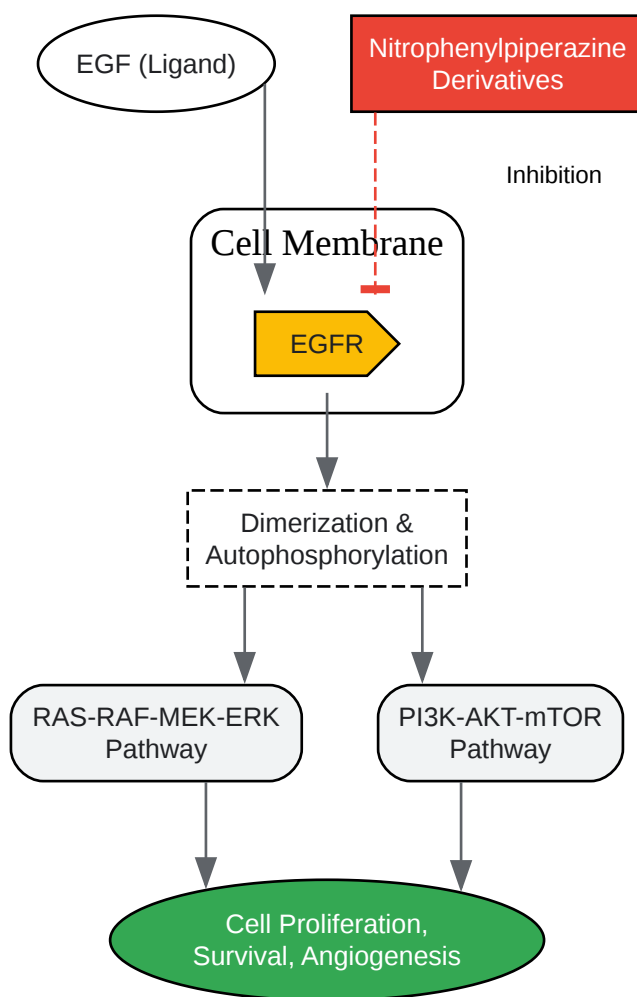 EGF (Ligand)
Nitrophenylpiperazine
Derivatives
Inhibition
Cell Membrane
EGFR
Dimerization &
Autophosphorylation
RAS-RAF-MEK-ERK
Pathway
PI3K-AKT-mTOR
Pathway
Cell Proliferation,
Survival, Angiogenesis